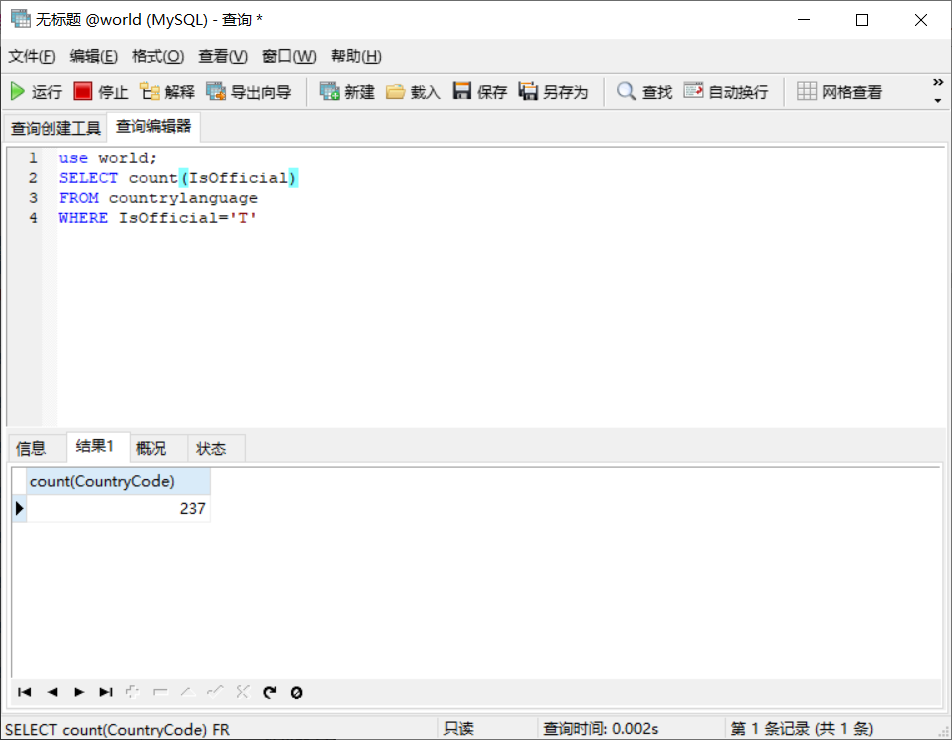 无标题 @world (MySQL) - 查询 *
文件(F) 编辑(E) 格式(O) 查看(V) 窗口(W) 帮助(H)
运行 停止 解释 导出向导 新建 载入 保存 另存为 查找 自动换行 网格查看
查询创建工具 查询编辑器
1 use world;
2 SELECT count(IsOfficial)
3 FROM countrylanguage
4 WHERE IsOfficial='T'
信息 结果1 概况 状态
count(CountryCode)
237
SELECT count(CountryCode) FR 只读 查询时间: 0.002s 第 1 条记录 (共 1 条)